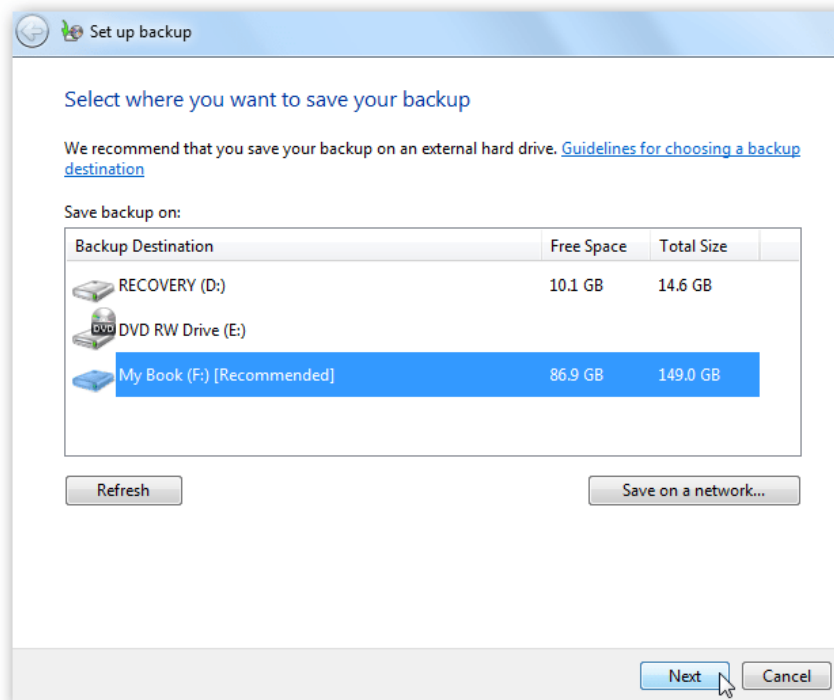 Set up backup
Select where you want to save your backup
We recommend that you save your backup on an external hard drive. Guidelines for choosing a backup
destination
Save backup on:
Backup Destination Free Space Total Size
RECOVERY (D:) 10.1 GB 14.6 GB
DVD
DVD RW Drive (E:)
My Book (F:) [Recommended] 86.9 GB 149.0 GB
Refresh Save on a network...
Next Cancel